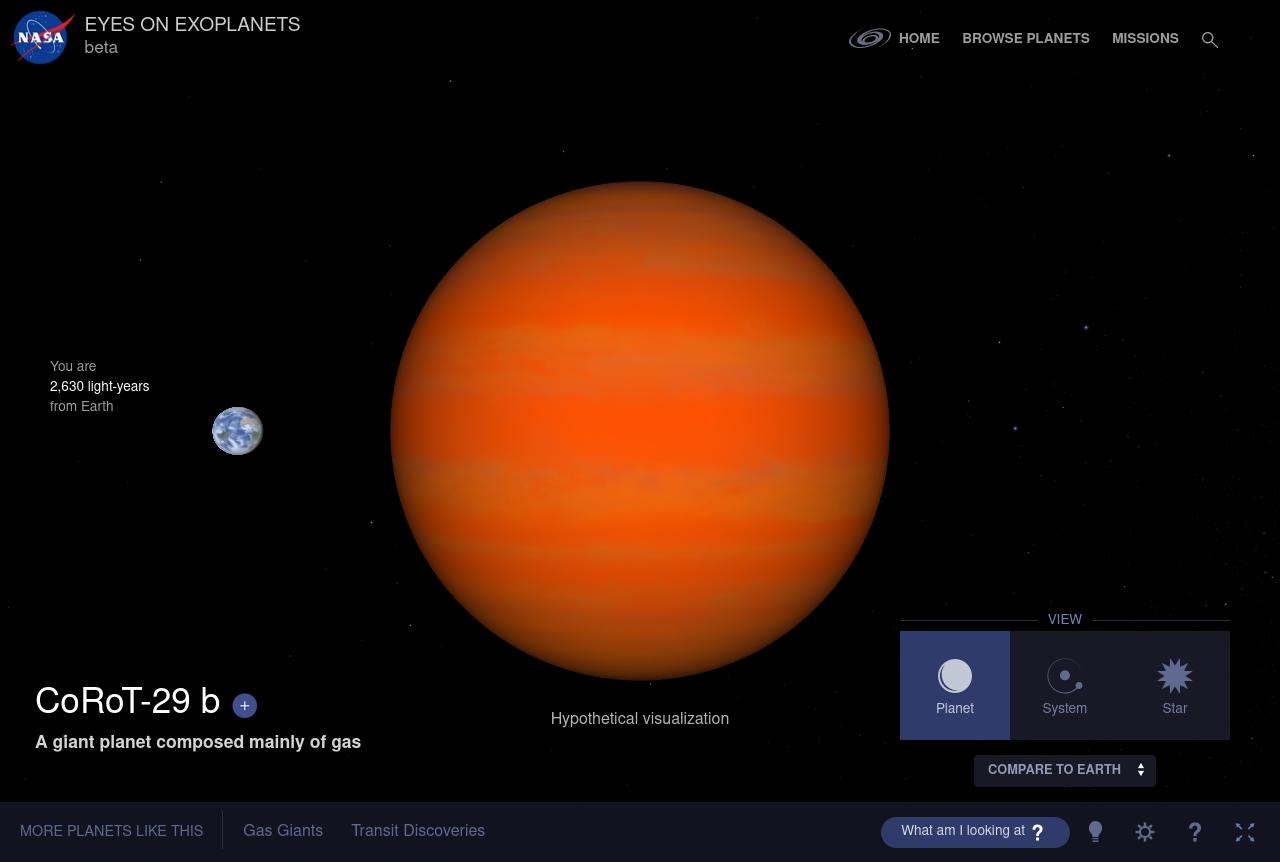 NASA
EYES ON EXOPLANETS
beta
HOME
BROWSE PLANETS
MISSIONS
You are
2,630 light-years
from Earth
VIEW
Planet
System
Star
CoRoT-29 b +
A giant planet composed mainly of gas
Hypothetical visualization
COMPARE TO EARTH
MORE PLANETS LIKE THIS
Gas Giants
Transit Discoveries
What am I looking at ?
?